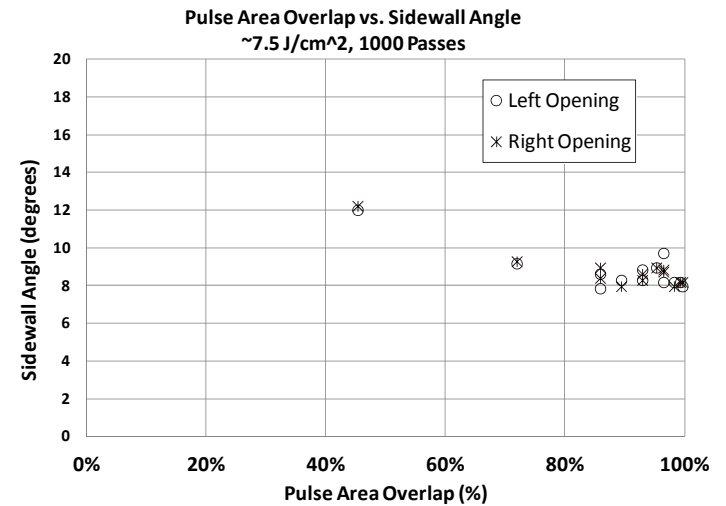 Pulse Area Overlap vs. Sidewall Angle
~7.5 J/cm^2, 1000 Passes
20
18
16
14
12
10
8
6
4
2
0
Sidewall Angle (degrees)
Left Opening
Right Opening
0% 20% 40% 60% 80% 100%
Pulse Area Overlap (%)